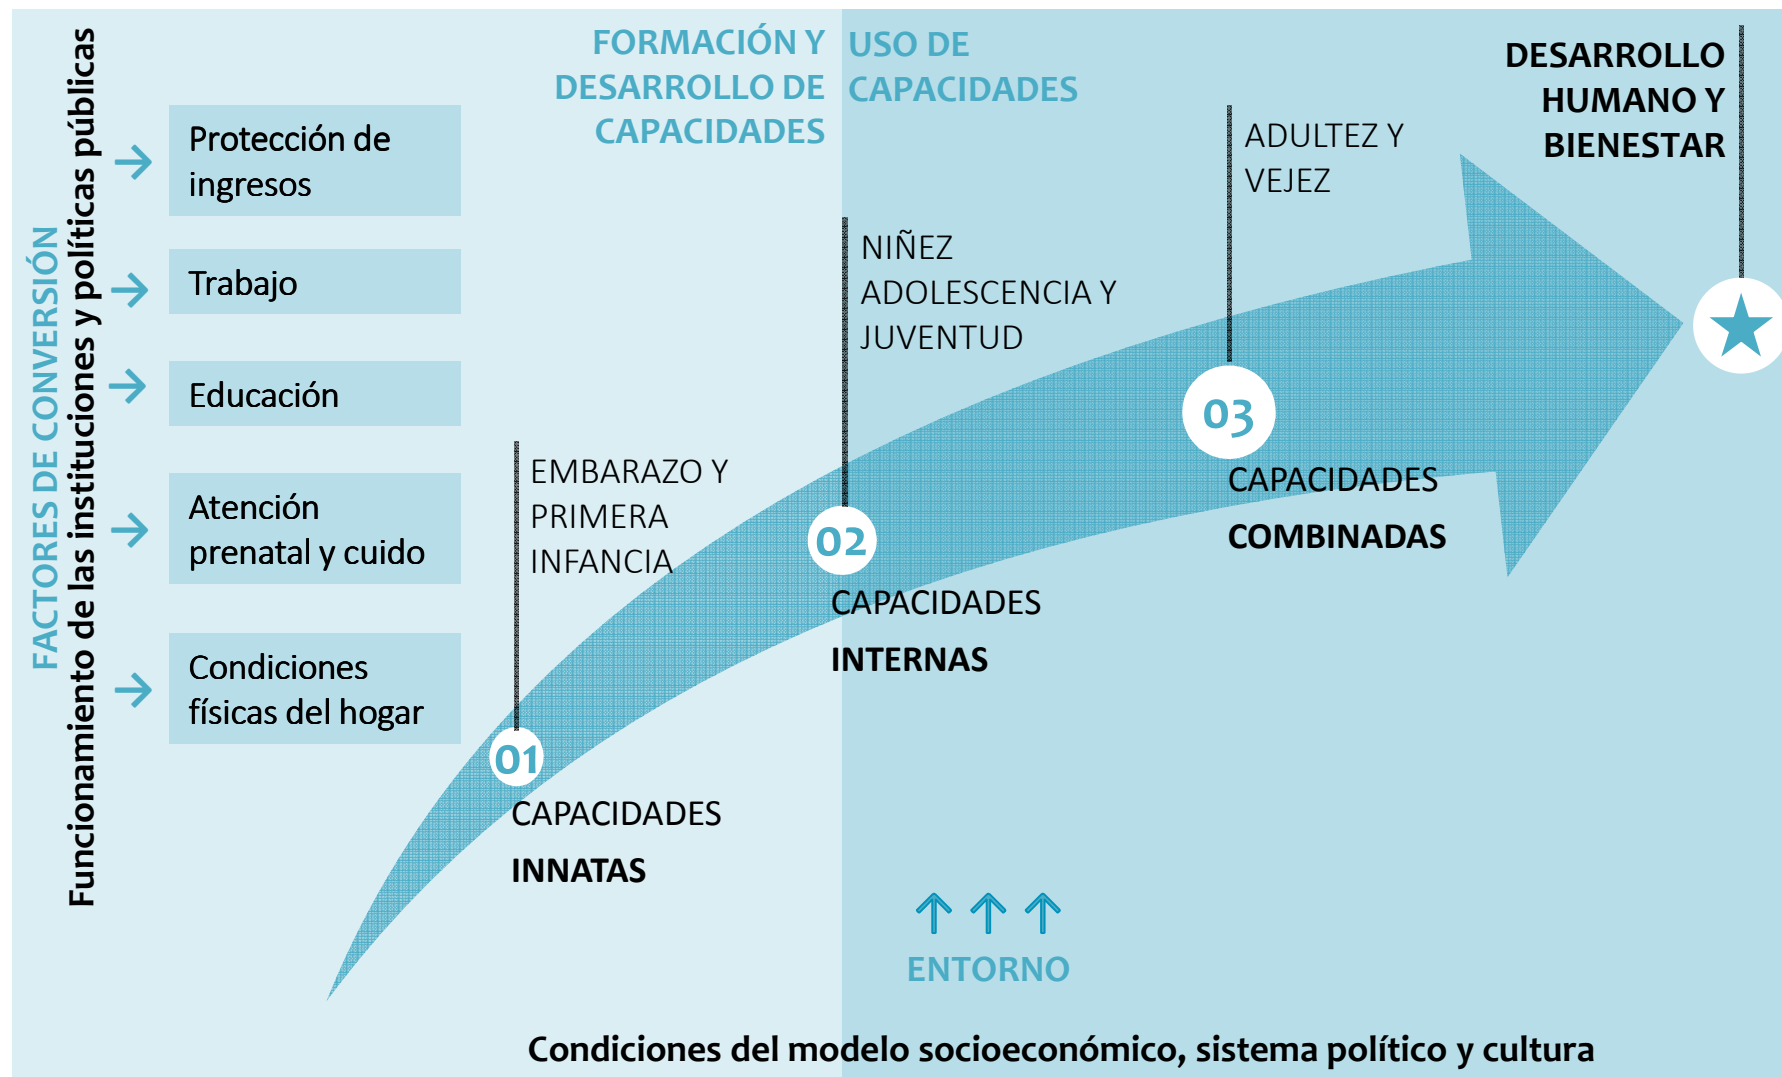 FACTORES DE CONVERSIÓN
Funcionamiento de las instituciones y políticas públicas
Protección de
ingresos
Trabajo
Educación
Atención
prenatal y cuido
Condiciones
físicas del hogar
FORMACIÓN Y
DESARROLLO DE
CAPACIDADES
USO DE
CAPACIDADES
EMBARAZO Y
PRIMERA
INFANCIA
01
CAPACIDADES
INNATAS
NIÑEZ
ADOLESCENCIA Y
JUVENTUD
02
CAPACIDADES
INTERNAS
ADULTEZ Y
VEJEZ
03
CAPACIDADES
COMBINADAS
DESARROLLO
HUMANO Y
BIENESTAR
ENTORNO
Condiciones del modelo socioeconómico, sistema político y cultura